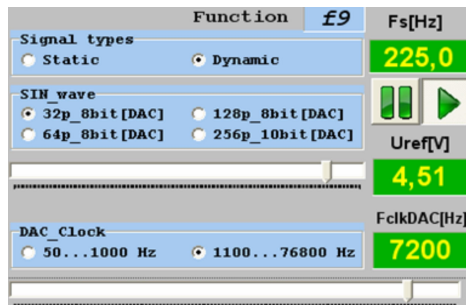 Function f9 Fs[Hz]
Signal types
Static Dynamic 225,0
SIN_wave
32p_8bit[DAC] 128p_8bit[DAC]
64p_8bit[DAC] 256p_10bit[DAC]
Uref[V]
4,51
FclkDAC[Hz]
DAC_Clock
50...1000 Hz 1100...76800 Hz 7200